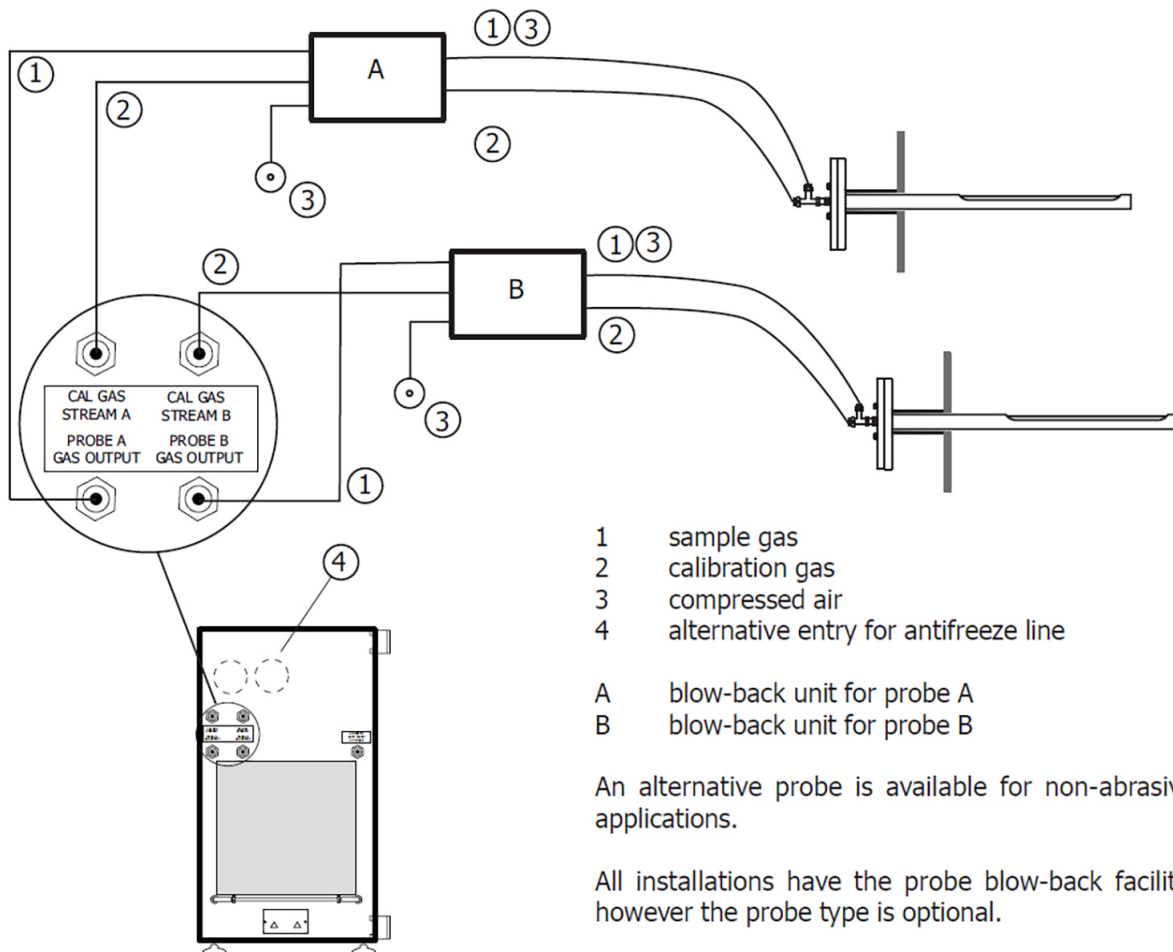 1 3
1
A
2
2
3
1 3
2
B
2
3
CAL GAS STREAM A
CAL GAS STREAM B
PROBE A GAS OUTPUT
PROBE B GAS OUTPUT
1
4
1 sample gas
2 calibration gas
3 compressed air
4 alternative entry for antifreeze line
A blow-back unit for probe A
B blow-back unit for probe B
An alternative probe is available for non-abrasiv
applications.
All installations have the probe blow-back facilit
however the probe type is optional.